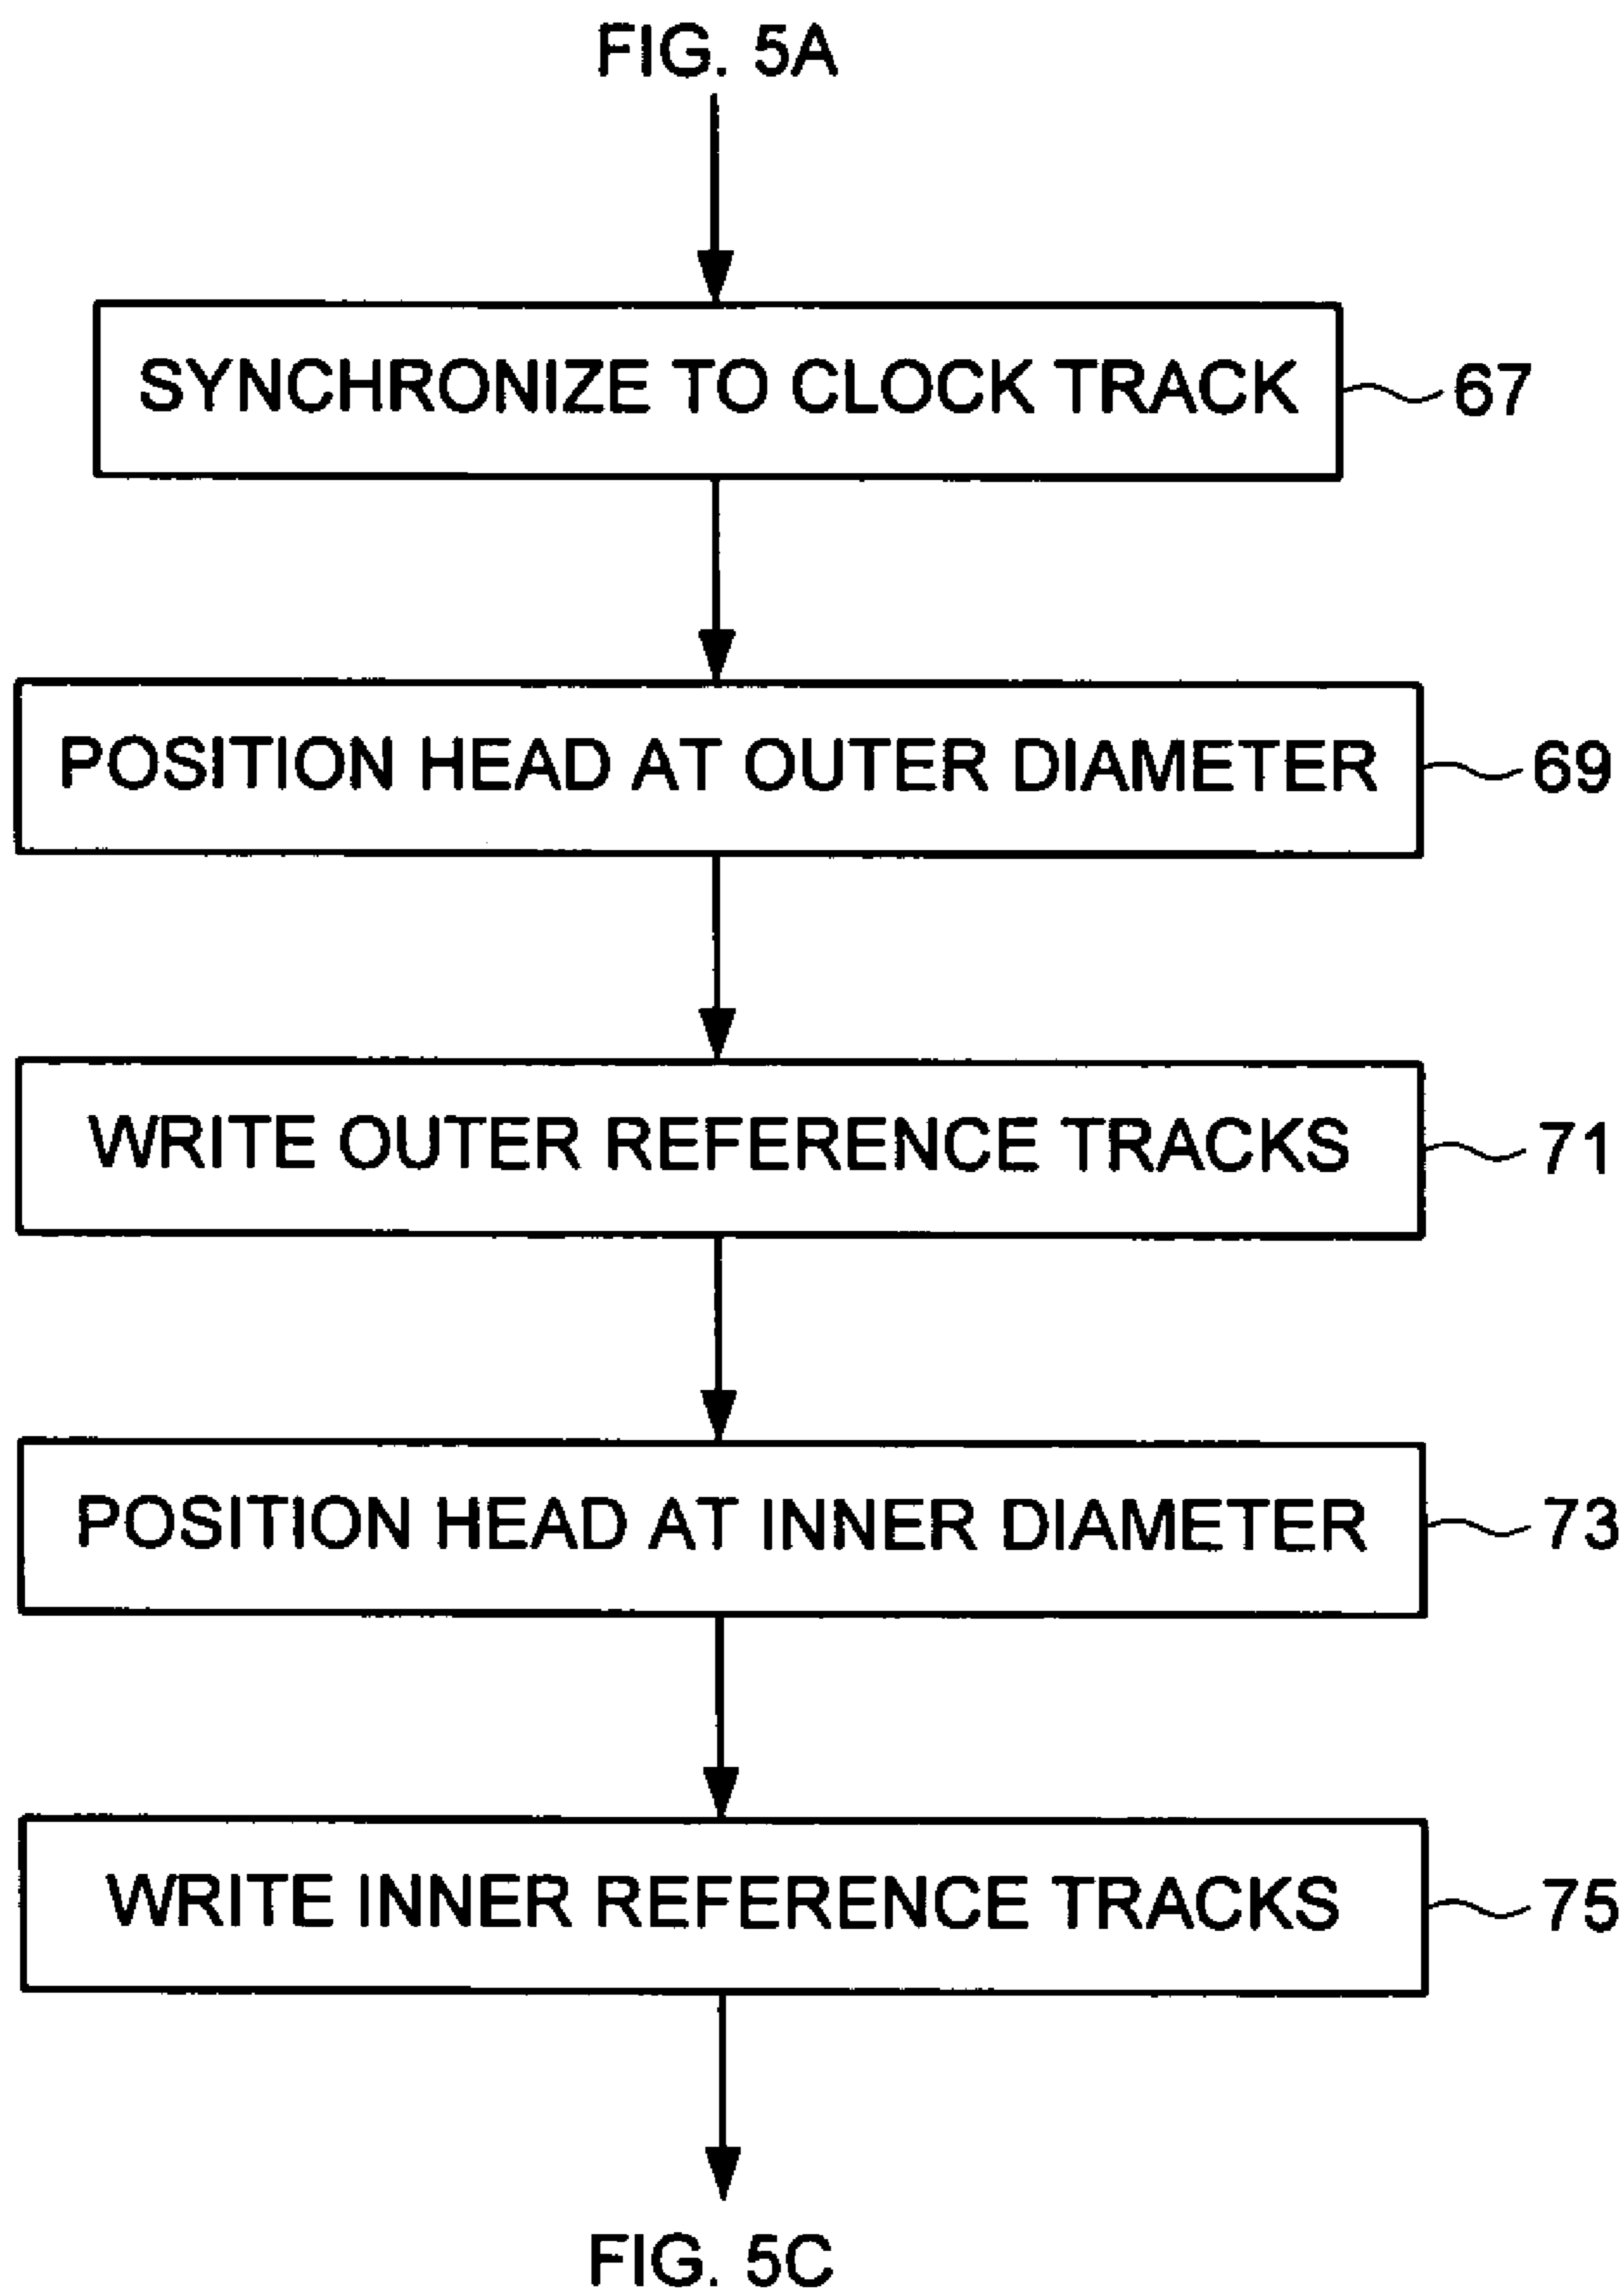 FIG. 5A
SYNCHRONIZE TO CLOCK TRACK
67
POSITION HEAD AT OUTER DIAMETER
69
WRITE OUTER REFERENCE TRACKS
71
POSITION HEAD AT INNER DIAMETER
73
WRITE INNER REFERENCE TRACKS
75
FIG. 5C